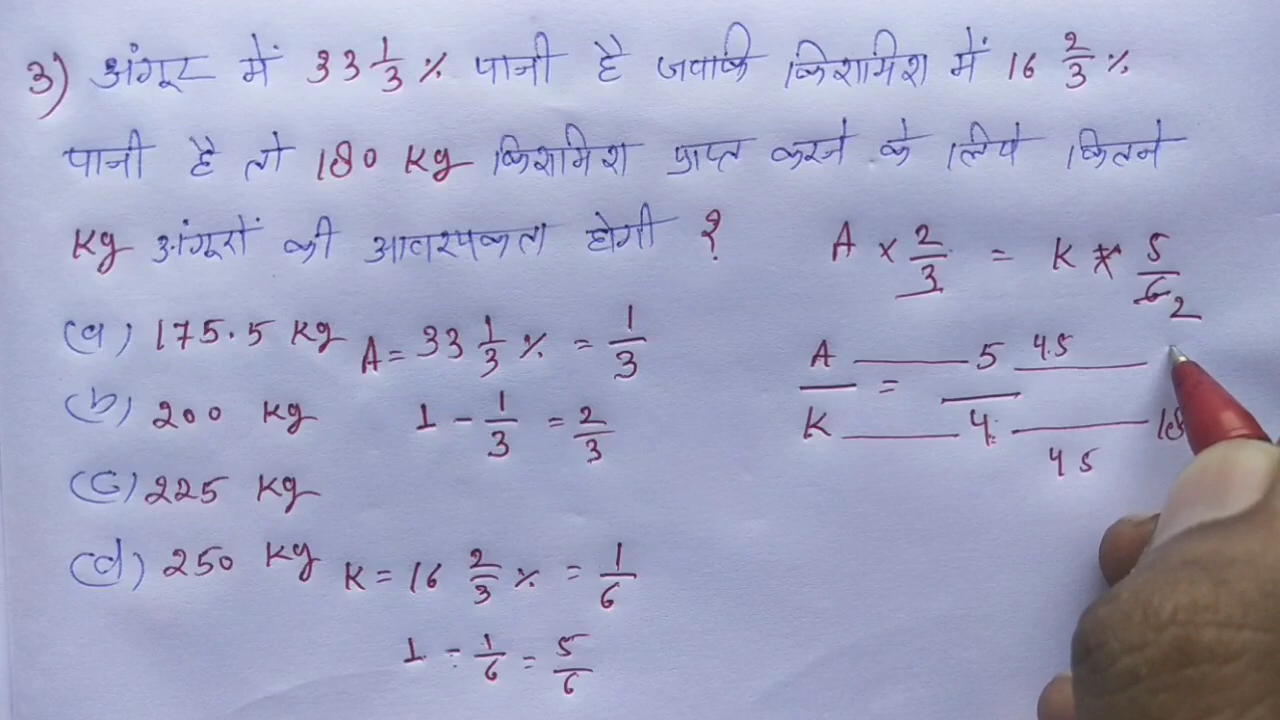 3) अंगूर में 33 1/3 % पानी है जबकि किशमिश में 16 2/3 %
पानी है तो 180 kg किशमिश प्राप्त करने के लिये कितने
kg अंगूरों की आवश्यकता होगी ?
A × 2/3 = K × 5/6 2
(a) 175.5 kg
A = 33 1/3 % = 1/3
A 5 45
K = 4 45 18
(b) 200 kg
1 - 1/3 = 2/3
(c) 225 kg
(d) 250 kg
K = 16 2/3 % = 1/6
1 - 1/6 = 5/6